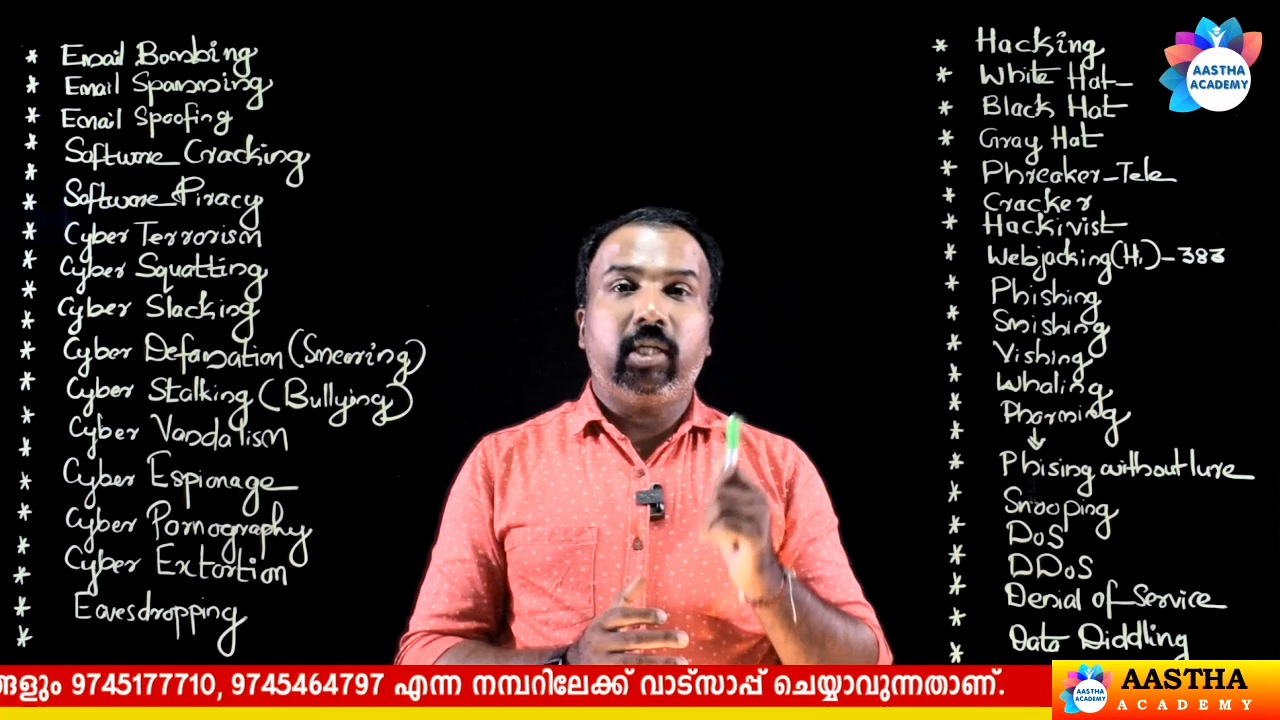 * Email Bombing
* Email Spamming
* Email Spoofing
* Software Cracking
* Software Piracy
* Cyber Terrorism
* Cyber Squatting
* Cyber Slacking
* Cyber Defamation (Smearing)
* Cyber Stalking (Bullying)
* Cyber Vandalism
* Cyber Espionage
* Cyber Pornography
* Cyber Extortion
* Eavesdropping
* Hacking
* White Hat
* Black Hat
* Gray Hat
* Phreaker - Tele
* Cracker
* Hackivist
* Webjacking (Hi) - 383
* Phishing
* Smishing
* Vishing
* Whaling
* Pharming
↓
* Phising without lure
* Snooping
* DoS
* DDoS
* Denial of Service
* Data Diddling
AASTHA
ACADEMY
ങളും 9745177710, 9745464797 എന്ന നമ്പറിലേക്ക് വാട്സാപ്പ് ചെയ്യാവുന്നതാണ്.
AASTHA
ACADEMY
AASTHA
ACADEMY